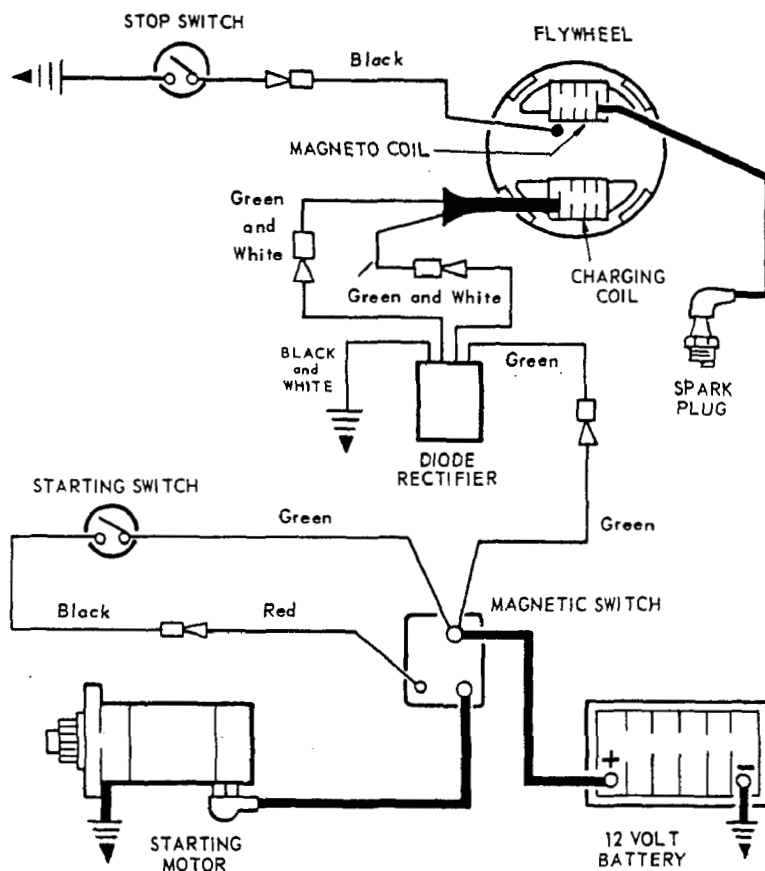 STOP SWITCH
FLYWHEEL
Black
MAGNETO COIL
Green
and
White
CHARGING
COIL
Green and White
BLACK
and
WHITE
Green
SPARK
PLUG
DIODE
RECTIFIER
STARTING SWITCH
Green
Green
Black
Red
MAGNETIC SWITCH
+
−
STARTING
MOTOR
12 VOLT
BATTERY